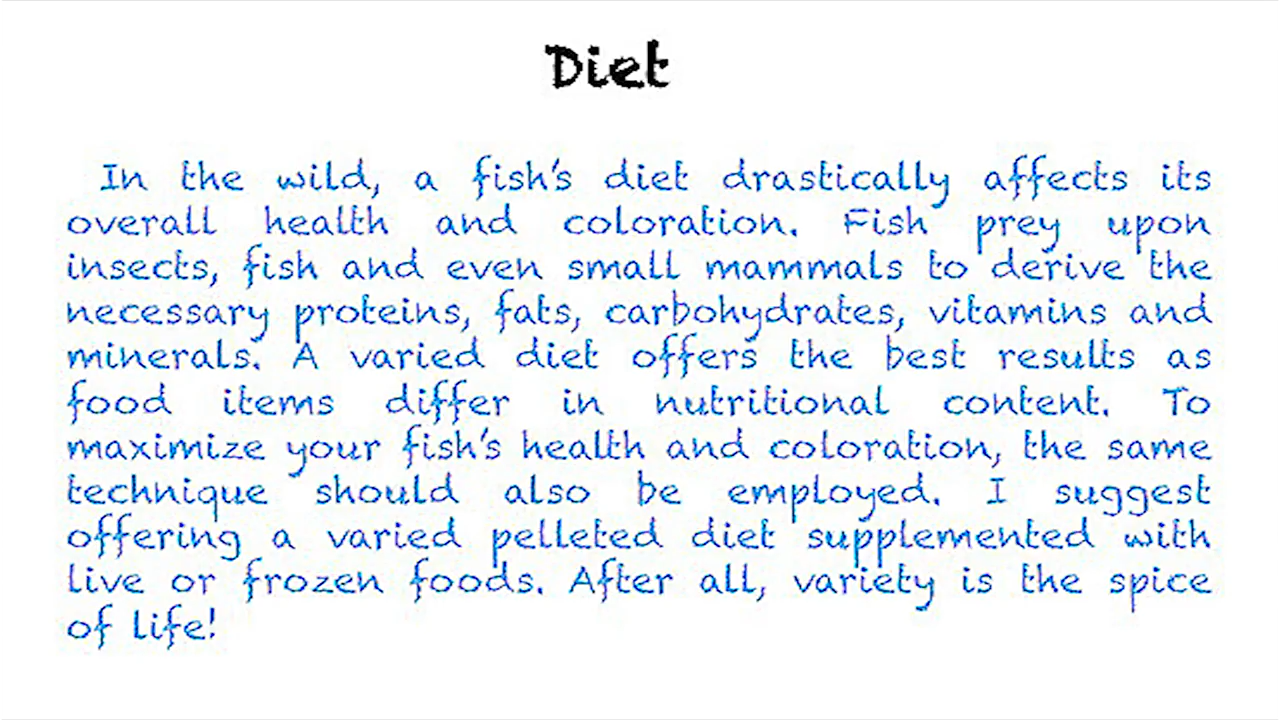 Diet
In the wild, a fish's diet drastically affects its
overall health and coloration. Fish prey upon
insects, fish and even small mammals to derive the
necessary proteins, fats, carbohydrates, vitamins and
minerals. A varied diet offers the best results as
food items differ in nutritional content. To
maximize your fish's health and coloration, the same
technique should also be employed. I suggest
offering a varied pelleted diet supplemented with
live or frozen foods. After all, variety is the spice
of life!